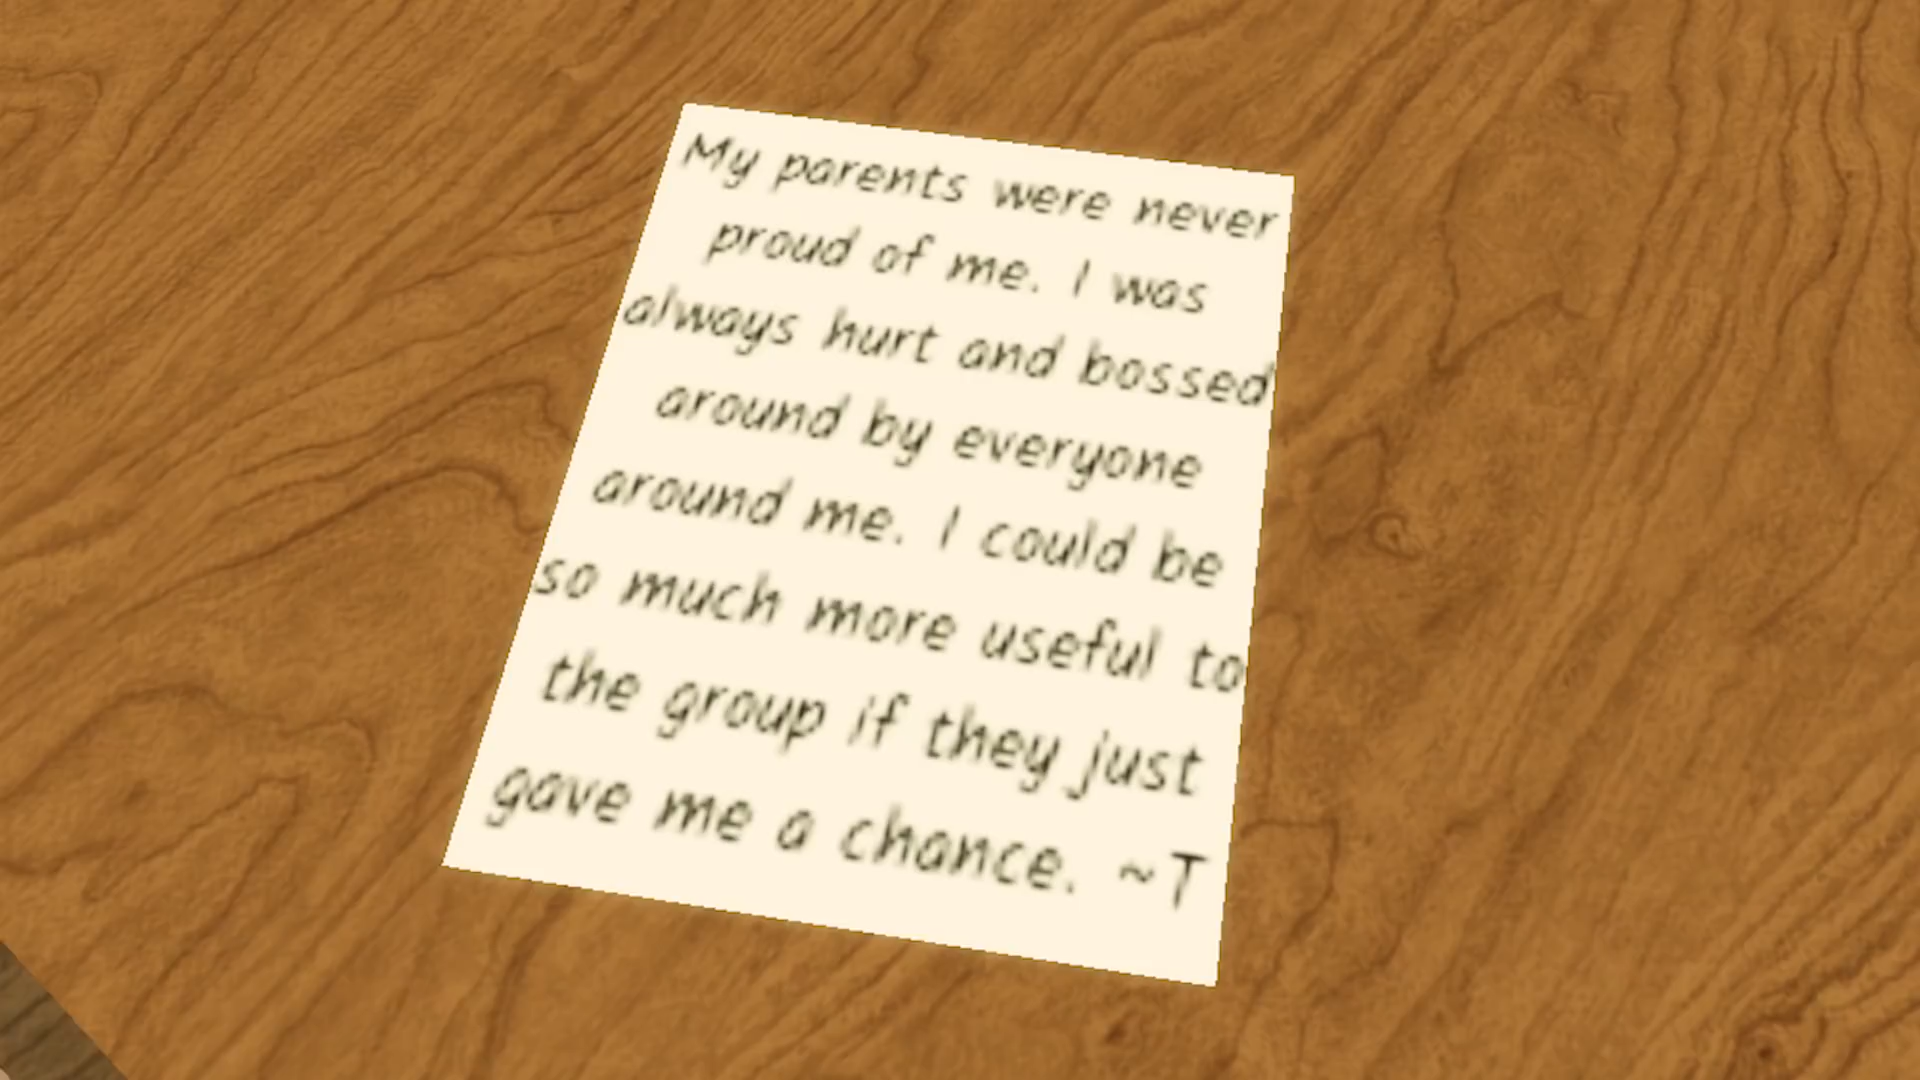 My parents were never
proud of me. I was
always hurt and bossed
around by everyone
around me. I could be
so much more useful to
the group if they just
gave me a chance. ~T